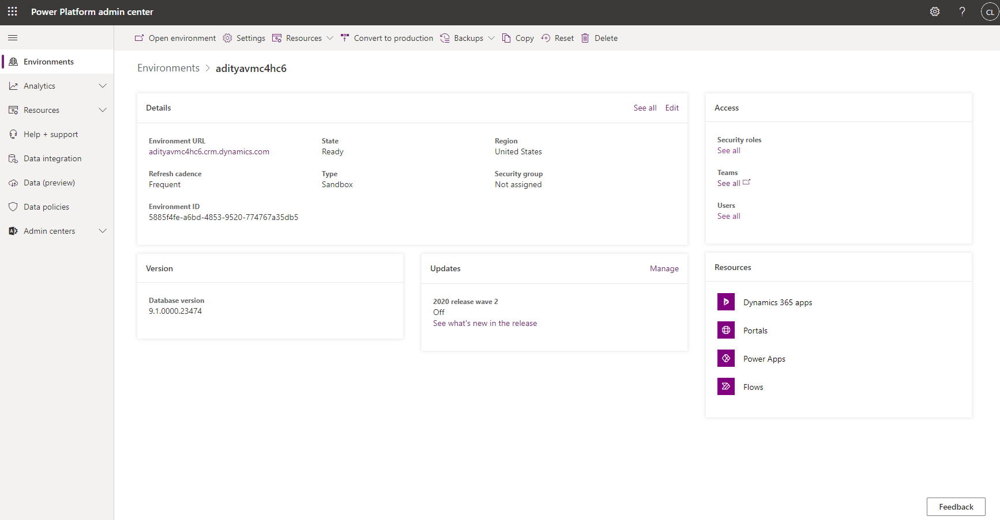 Power Platform admin center
?
CL
Open environment
Settings
Resources
Convert to production
Backups
Copy
Reset
Delete
Environments
Analytics
Resources
Help + support
Data integration
Data (preview)
Data policies
Admin centers
Environments > adityavmc4hc6
Details
See all
Edit
Environment URL
adityavmc4hc6.crm.dynamics.com
State
Ready
Region
United States
Refresh cadence
Frequent
Type
Sandbox
Security group
Not assigned
Environment ID
5885f4fe-a6bd-4853-9520-774767a35db5
Access
Security roles
See all
Teams
See all
Users
See all
Version
Database version
9.1.0000.23474
Updates
Manage
2020 release wave 2
Off
See what's new in the release
Resources
Dynamics 365 apps
Portals
Power Apps
Flows
Feedback